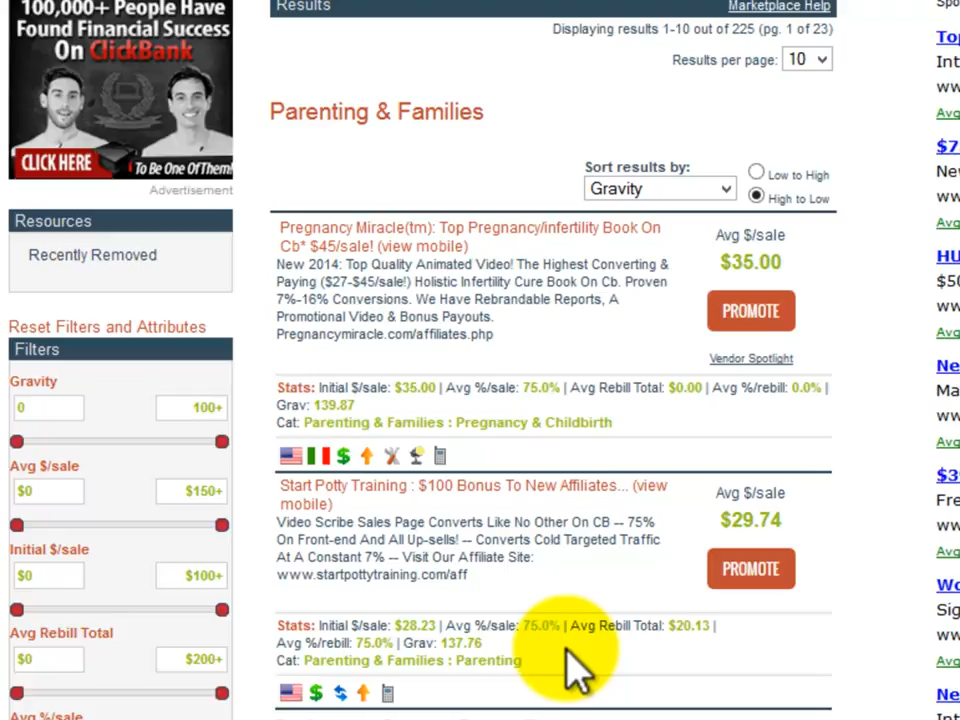 100,000+ People Have
Found Financial Success
On ClickBank
CLICK HERE
To Be One Of Them!
Advertisement
Resources
Recently Removed
Reset Filters and Attributes
Filters
Gravity
0 100+
Avg $/sale
$0 $150+
Initial $/sale
$0 $100+
Avg Rebill Total
$0 $200+
Avg %/sale
Results
Marketplace Help
Displaying results 1-10 out of 225 (pg. 1 of 23)
Results per page: 10
Parenting & Families
Sort results by:
Gravity
Low to High
High to Low
Pregnancy Miracle(tm): Top Pregnancy/infertility Book On
Cb* $45/sale! (view mobile)
New 2014: Top Quality Animated Video! The Highest Converting &
Paying ($27-$45/sale!) Holistic Infertility Cure Book On Cb. Proven
7%-16% Conversions. We Have Rebrandable Reports, A
Promotional Video & Bonus Payouts.
Pregnancymiracle.com/affiliates.php
Avg $/sale
$35.00
PROMOTE
Vendor Spotlight
Stats: Initial $/sale: $35.00 | Avg %/sale: 75.0% | Avg Rebill Total: $0.00 | Avg %/rebill: 0.0% |
Grav: 139.87
Cat: Parenting & Families : Pregnancy & Childbirth
Start Potty Training : $100 Bonus To New Affiliates... (view
mobile)
Video Scribe Sales Page Converts Like No Other On CB -- 75%
On Front-end And All Up-sells! -- Converts Cold Targeted Traffic
At A Constant 7% -- Visit Our Affiliate Site:
www.startpottytraining.com/aff
Avg $/sale
$29.74
PROMOTE
Stats: Initial $/sale: $28.23 | Avg %/sale: 75.0% | Avg Rebill Total: $20.13 |
Avg %/rebill: 75.0% | Grav: 137.76
Cat: Parenting & Families : Parenting